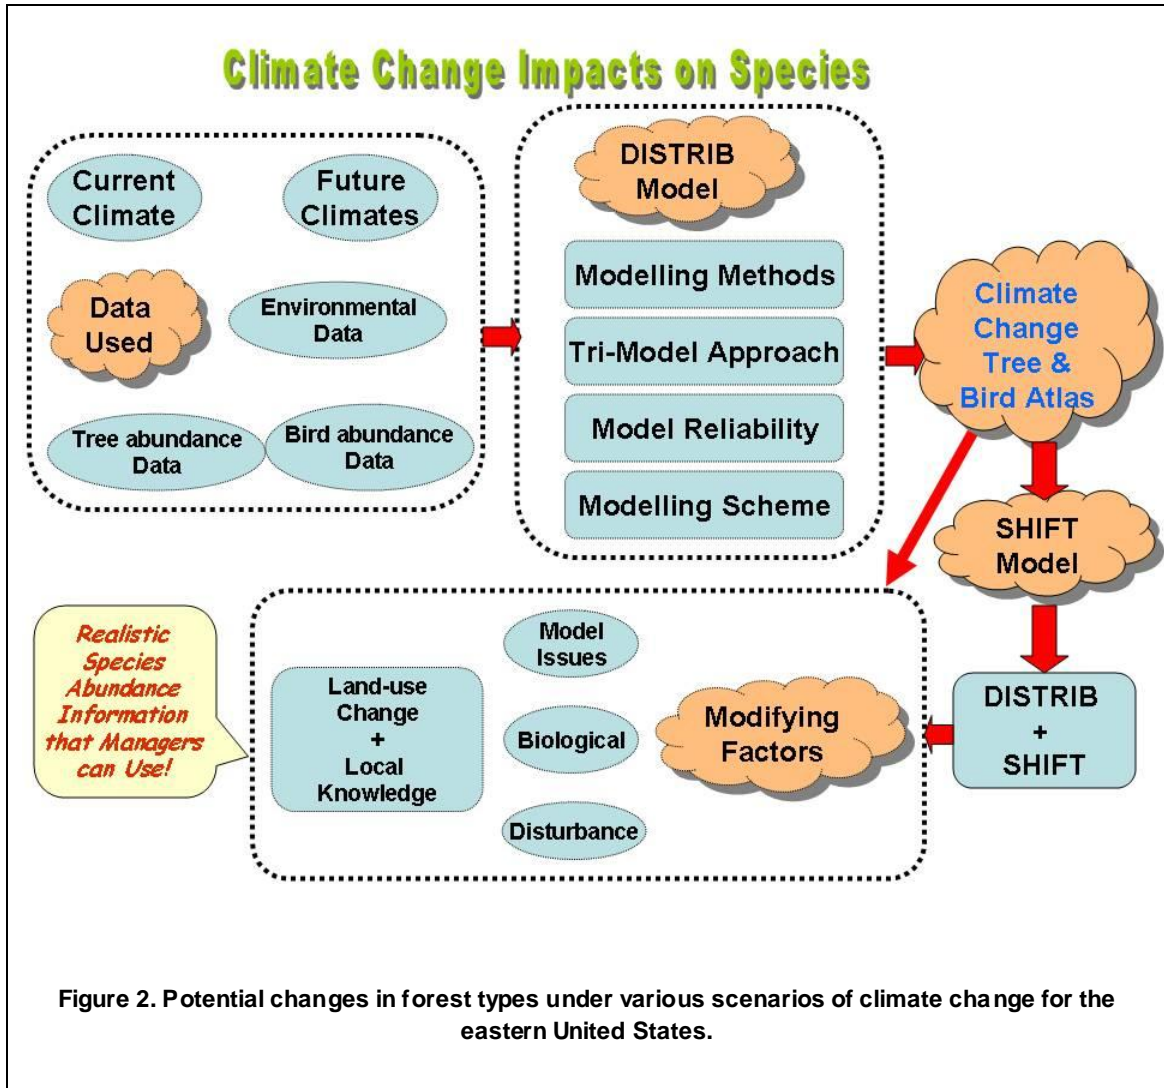 Climate Change Impacts on Species
Current
Climate
Future
Climates
Data
Used
Environmental
Data
Tree abundance
Data
Bird abundance
Data
DISTRIB
Model
Modelling Methods
Tri-Model Approach
Model Reliability
Modelling Scheme
Climate
Change
Tree &
Bird Atlas
SHIFT
Model
DISTRIB
+
SHIFT
Modifying
Factors
Model
Issues
Biological
Disturbance
Land-use
Change
+
Local
Knowledge
Realistic
Species
Abundance
Information
that Managers
can Use!
Figure 2. Potential changes in forest types under various scenarios of climate change for the
eastern United States.